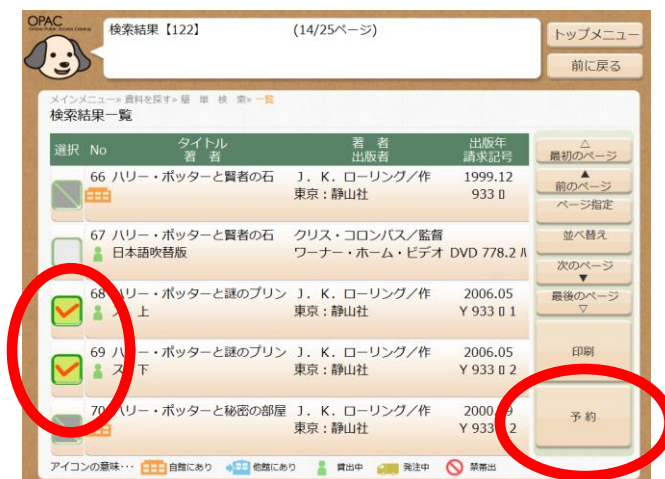 OPAC
Online Public Access Catalog
検索結果【122】 (14/25ページ)
トップメニュー
前に戻る
メインメニュー» 資料を探す» 簡 単 検 索» 一覧
検索結果一覧
選択 No タイトル 著 者 出版年
著 者 出版者 請求記号
66 ハリー・ポッターと賢者の石 J．K．ローリング／作 1999.12
東京：静山社 933
67 ハリー・ポッターと賢者の石 クリス・コロンバス／監督
日本語吹替版 ワーナー・ホーム・ビデオ DVD 778.2 ﾊ
68 ハリー・ポッターと謎のプリン J．K．ローリング／作 2006.05
上 東京：静山社 Y 933 1
69 ハリー・ポッターと謎のプリン J．K．ローリング／作 2006.05
ス 下 東京：静山社 Y 933 2
70 ハリー・ポッターと秘密の部屋 J．K．ローリング／作 2000.
東京：静山社 Y 933 2
△
最初のページ
▲
前のページ
ページ指定
並べ替え
次のページ
▼
最後のページ
▽
印刷
予約
アイコンの意味･･･ 自館にあり 他館にあり 貸出中 発注中 禁帯出